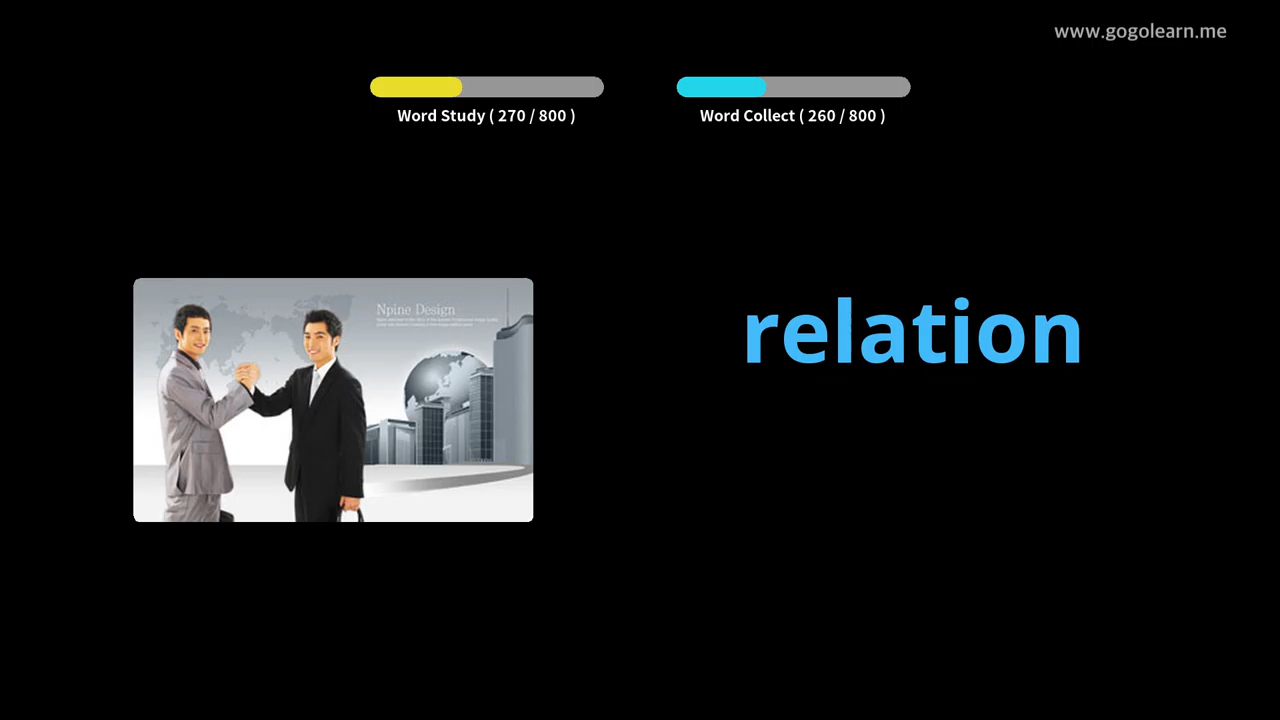 www.gogolearn.me
Word Study ( 270 / 800 )
Word Collect ( 260 / 800 )
Npine Design
relation